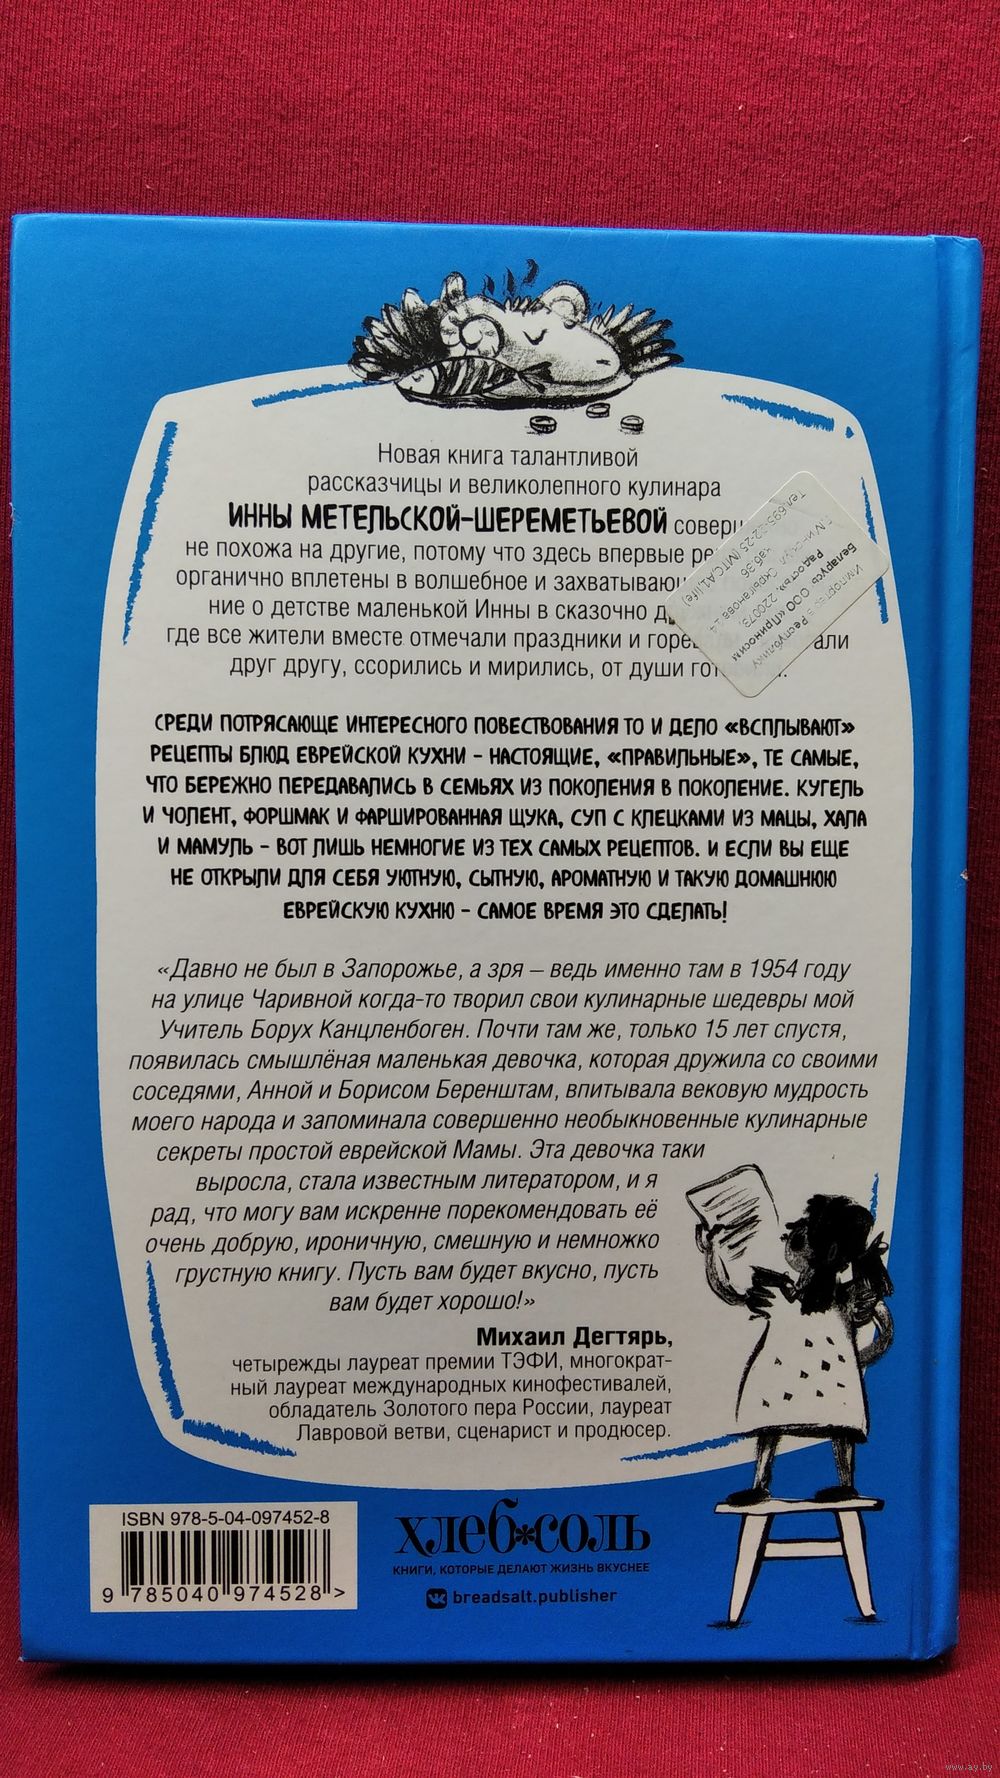 Новая книга талантливой
рассказчицы и великолепного кулинара
ИННЫ МЕТЕЛЬСКОЙ-ШЕРЕМЕТЬЕВОЙ
не похожа на другие, потому что здесь впервые
органично вплетены в волшебное и
ние о детстве маленькой Инны в сказочно
где все жители вместе отмечали праздники и
друг другу, ссорились и мирились, от души
СРЕДИ ПОТРЯСАЮЩЕ ИНТЕРЕСНОГО ПОВЕСТВОВАНИЯ ТО И ДЕЛО «ВСПЛЫВАЮТ»
РЕЦЕПТЫ БЛЮД ЕВРЕЙСКОЙ КУХНИ – НАСТОЯЩИЕ, «ПРАВИЛЬНЫЕ», ТЕ САМЫЕ,
ЧТО БЕРЕЖНО ПЕРЕДАВАЛИСЬ В СЕМЬЯХ ИЗ ПОКОЛЕНИЯ В ПОКОЛЕНИЕ. КУГЕЛЬ
И ЧОЛЕНТ, ФОРШМАК И ФАРШИРОВАННАЯ ЩУКА, СУП С КЛЕЦКАМИ ИЗ МАЦЫ, ХАЛА
И МАМУЛЬ – ВОТ ЛИШЬ НЕМНОГИЕ ИЗ ТЕХ САМЫХ РЕЦЕПТОВ. И ЕСЛИ ВЫ ЕЩЕ
НЕ ОТКРЫЛИ ДЛЯ СЕБЯ УЮТНУЮ, СЫТНУЮ, АРОМАТНУЮ И ТАКУЮ ДОМАШНЮЮ
ЕВРЕЙСКУЮ КУХНЮ – САМОЕ ВРЕМЯ ЭТО СДЕЛАТЬ!
«Давно не был в Запорожье, а зря – ведь именно там в 1954 году
на улице Чаривной когда-то творил свои кулинарные шедевры мой
Учитель Борух Канцленбоген. Почти там же, только 15 лет спустя,
появилась смышлёная маленькая девочка, которая дружила со своими
соседями, Анной и Борисом Беренштам, впитывала вековую мудрость
моего народа и запоминала совершенно необыкновенные кулинарные
секреты простой еврейской Мамы. Эта девочка таки
выросла, стала известным литератором, и я
рад, что могу вам искренне порекомендовать её
очень добрую, ироничную, смешную и немножко
грустную книгу. Пусть вам будет вкусно, пусть
вам будет хорошо!»
Михаил Дегтярь,
четырежды лауреат премии ТЭФИ, многократ-
ный лауреат международных кинофестивалей,
обладатель Золотого пера России, лауреат
Лавровой ветви, сценарист и продюсер.
Республику
Беларусь ООО «Приносим
Радость», 220073,
ISBN 978-5-04-097452-8
9 785040 974528 >
хлеб*соль
КНИГИ, КОТОРЫЕ ДЕЛАЮТ ЖИЗНЬ ВКУСНЕЕ
breadsalt.publisher
www.ay.by